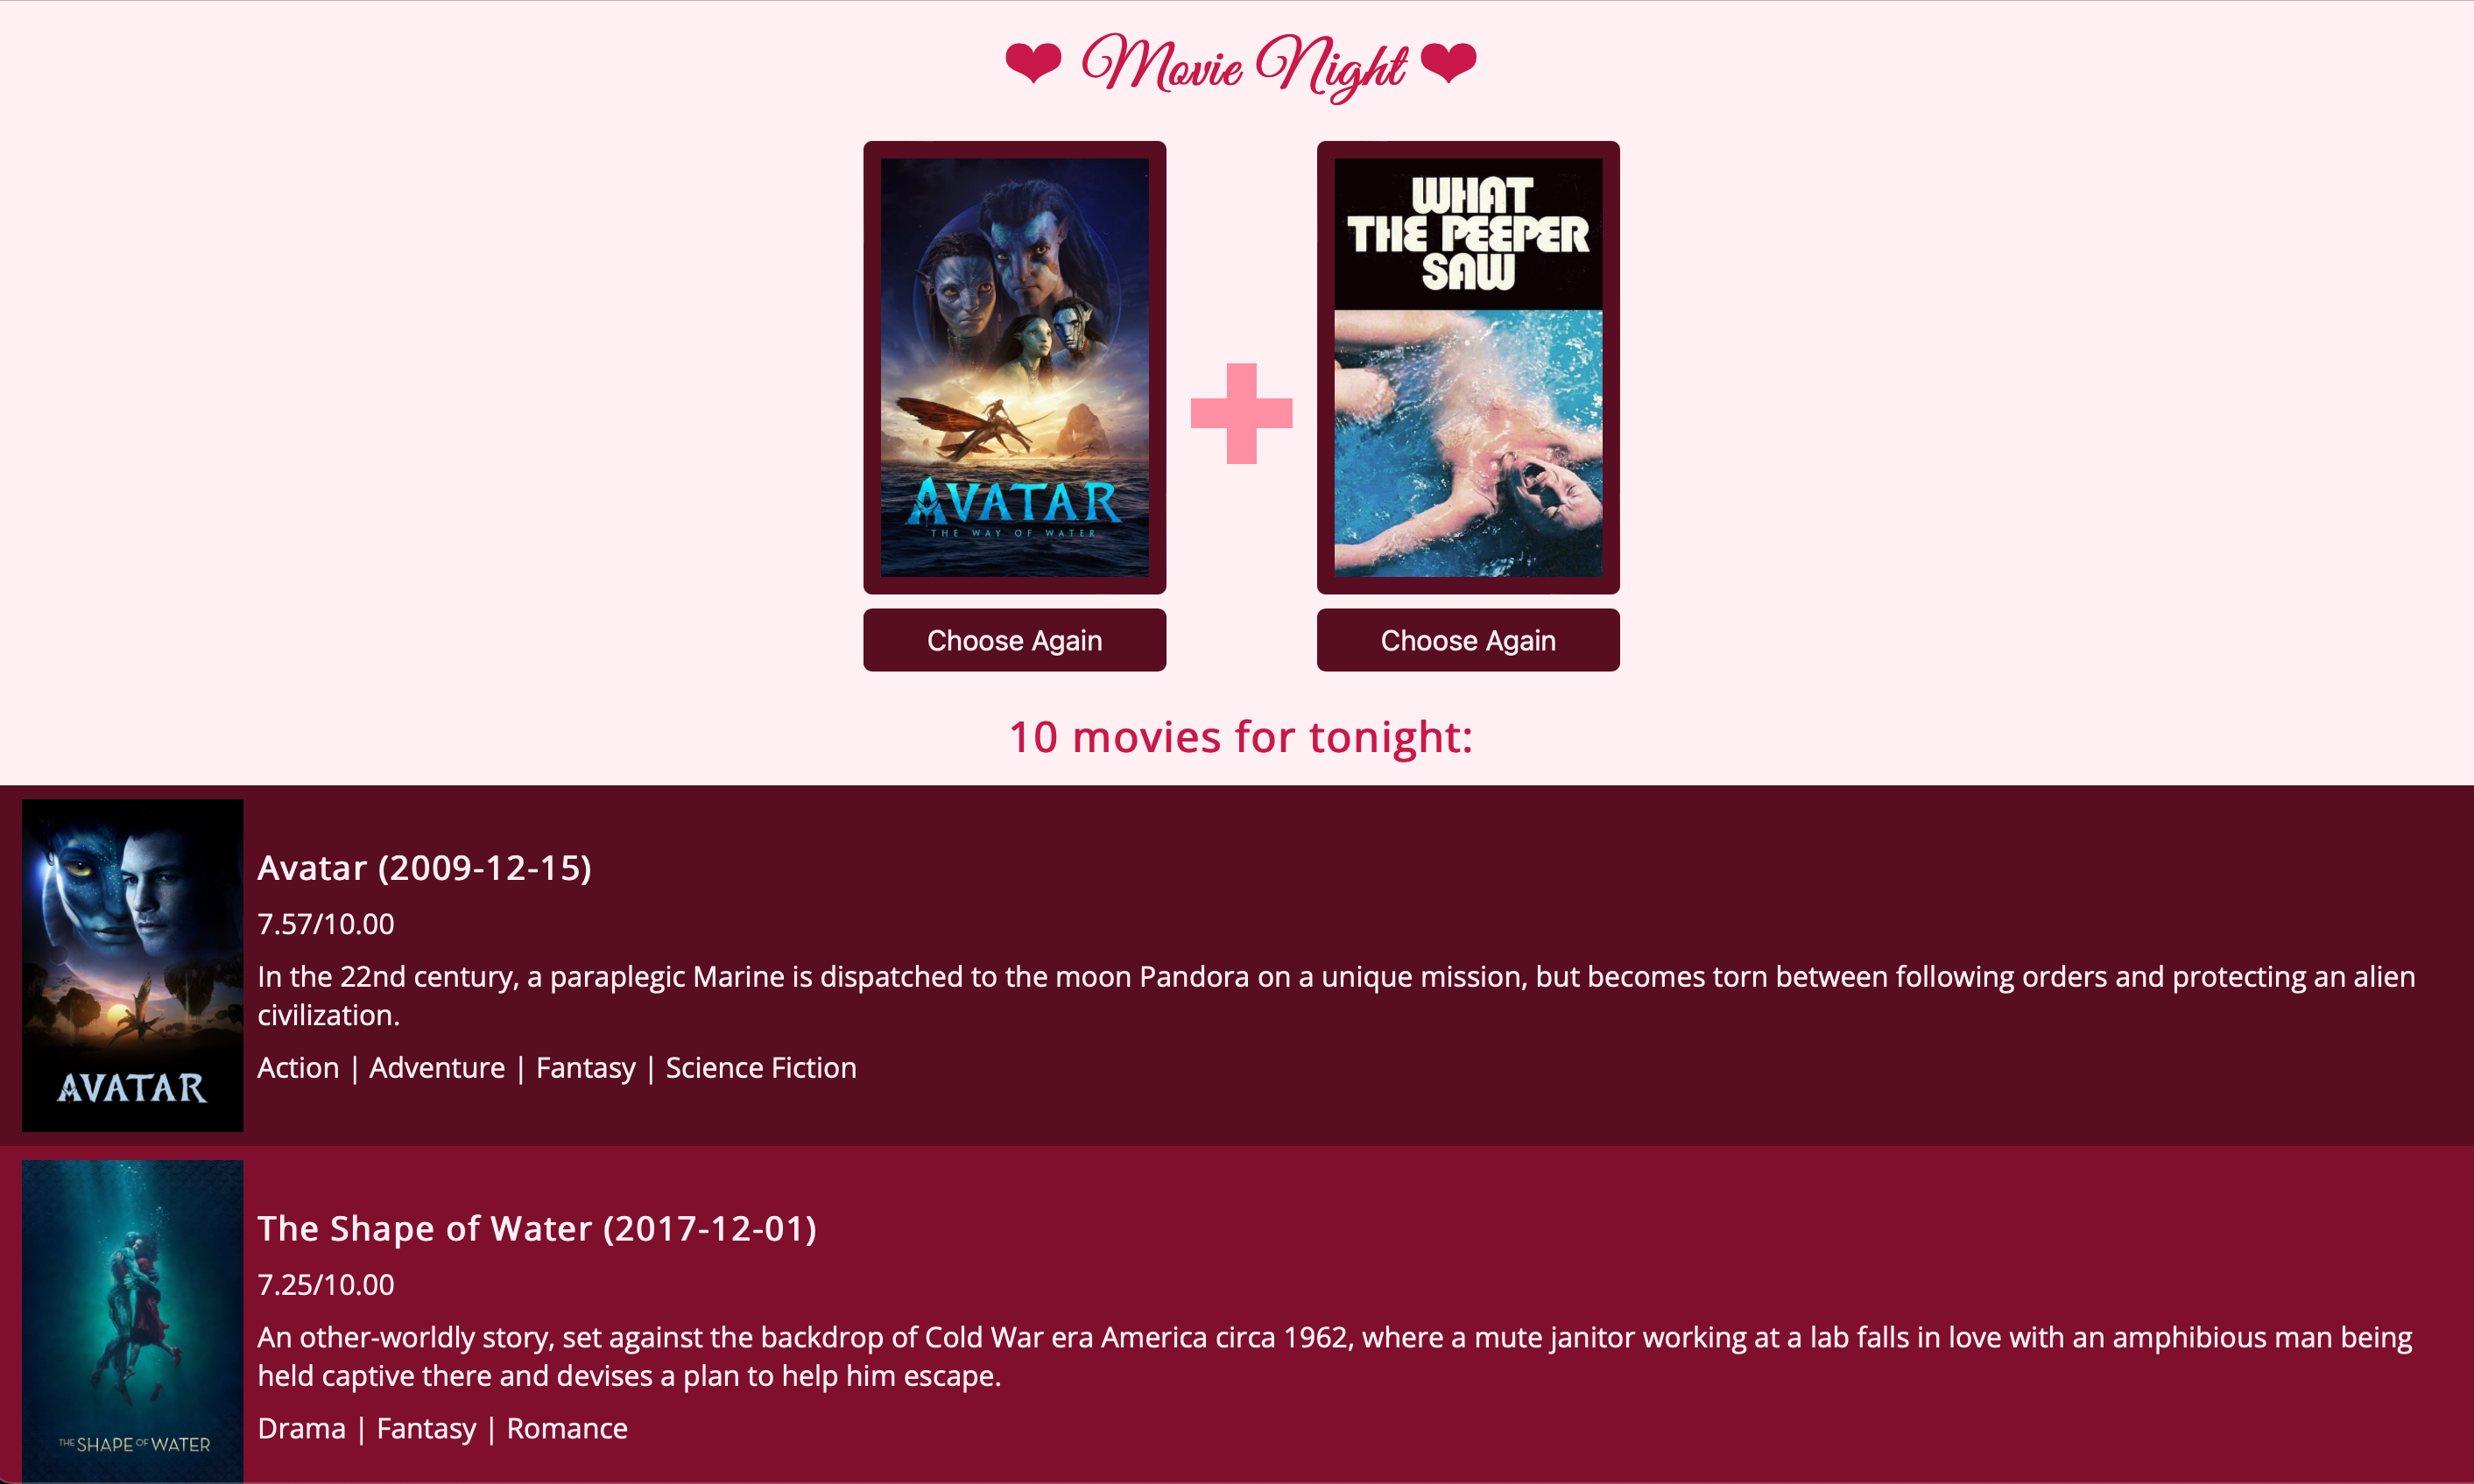 ❤ Movie Night ❤
AVATAR
THE WAY OF WATER
WHAT
THE PEEPER
SAW
Choose Again
Choose Again
10 movies for tonight:
AVATAR
Avatar (2009-12-15)
7.57/10.00
In the 22nd century, a paraplegic Marine is dispatched to the moon Pandora on a unique mission, but becomes torn between following orders and protecting an alien
civilization.
Action | Adventure | Fantasy | Science Fiction
THE SHAPE OF WATER
The Shape of Water (2017-12-01)
7.25/10.00
An other-worldly story, set against the backdrop of Cold War era America circa 1962, where a mute janitor working at a lab falls in love with an amphibious man being
held captive there and devises a plan to help him escape.
Drama | Fantasy | Romance